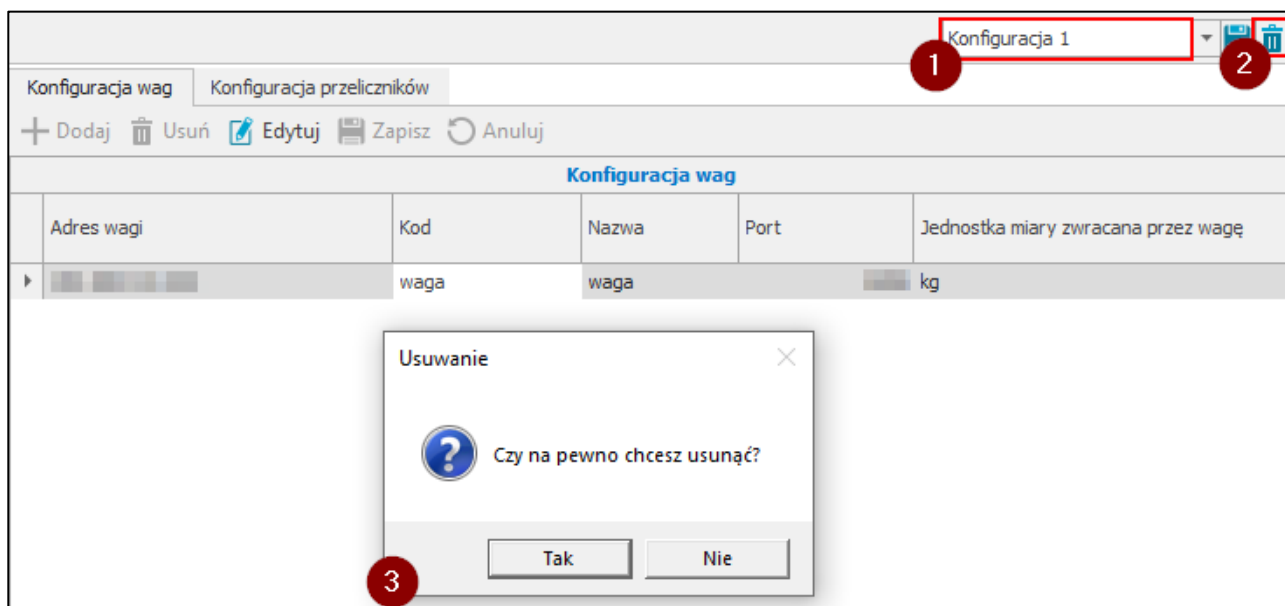 Konfiguracja 1
1
2
Konfiguracja wag Konfiguracja przeliczników
Dodaj Usuń Edytuj Zapisz Anuluj
Konfiguracja wag
Adres wagi Kod Nazwa Port Jednostka miary zwracana przez wagę
waga waga kg
Usuwanie
Czy na pewno chcesz usunąć?
Tak Nie
3